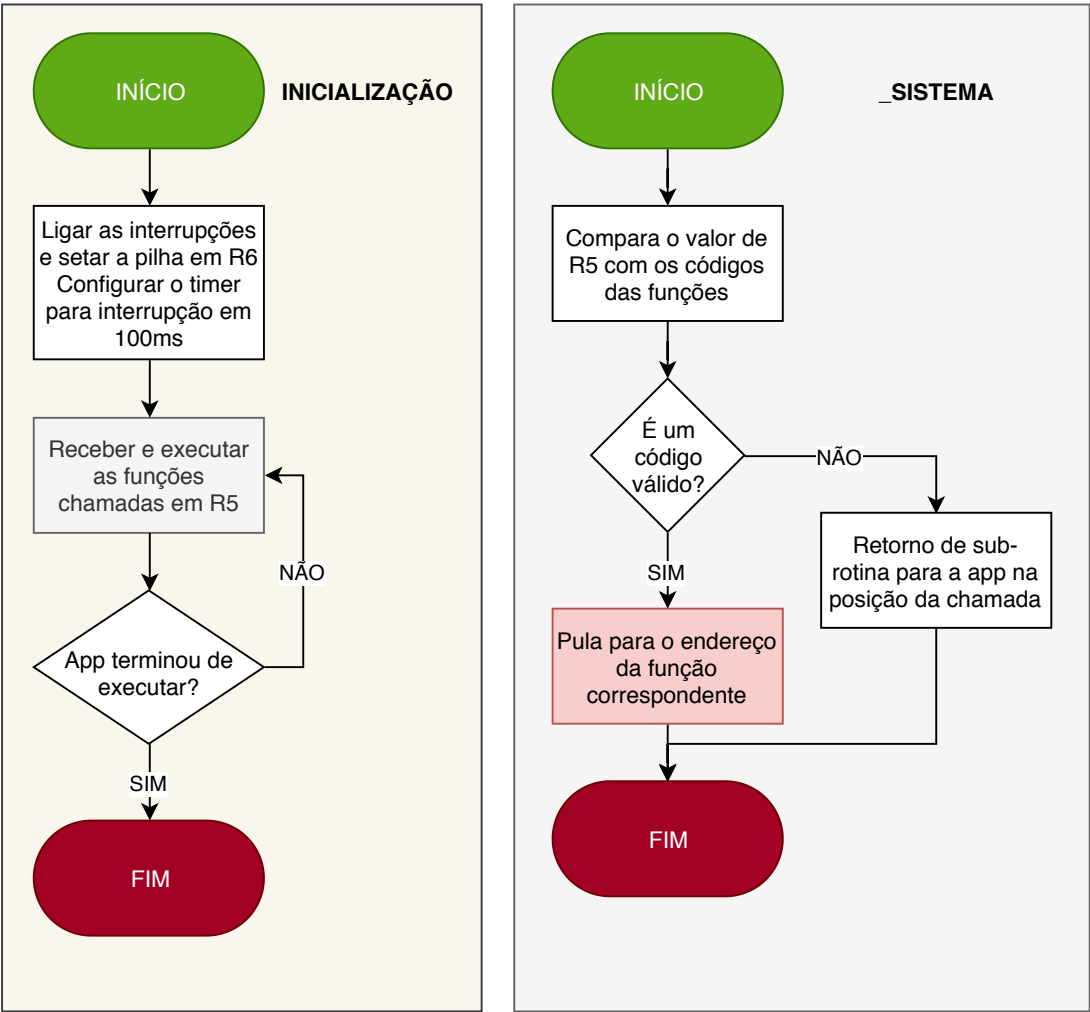 INÍCIO
INICIALIZAÇÃO
Ligar as interrupções
e setar a pilha em R6
Configurar o timer
para interrupção em
100ms
Receber e executar
as funções
chamadas em R5
NÃO
App terminou de
executar?
SIM
FIM
INÍCIO
_SISTEMA
Compara o valor de
R5 com os códigos
das funções
É um
código
válido?
NÃO
Retorno de sub-
rotina para a app na
posição da chamada
SIM
Pula para o endereço
da função
correspondente
FIM